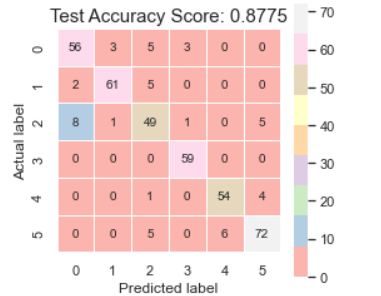 Test Accuracy Score: 0.8775
70
0 56 3 5 3 0 0
60
1 2 61 5 0 0 0
50
2 8 1 49 1 0 5
40
Actual label
30
3 0 0 0 59 0 0
20
4 0 0 1 0 54 4
10
5 0 0 5 0 6 72
0
0 1 2 3 4 5
Predicted label